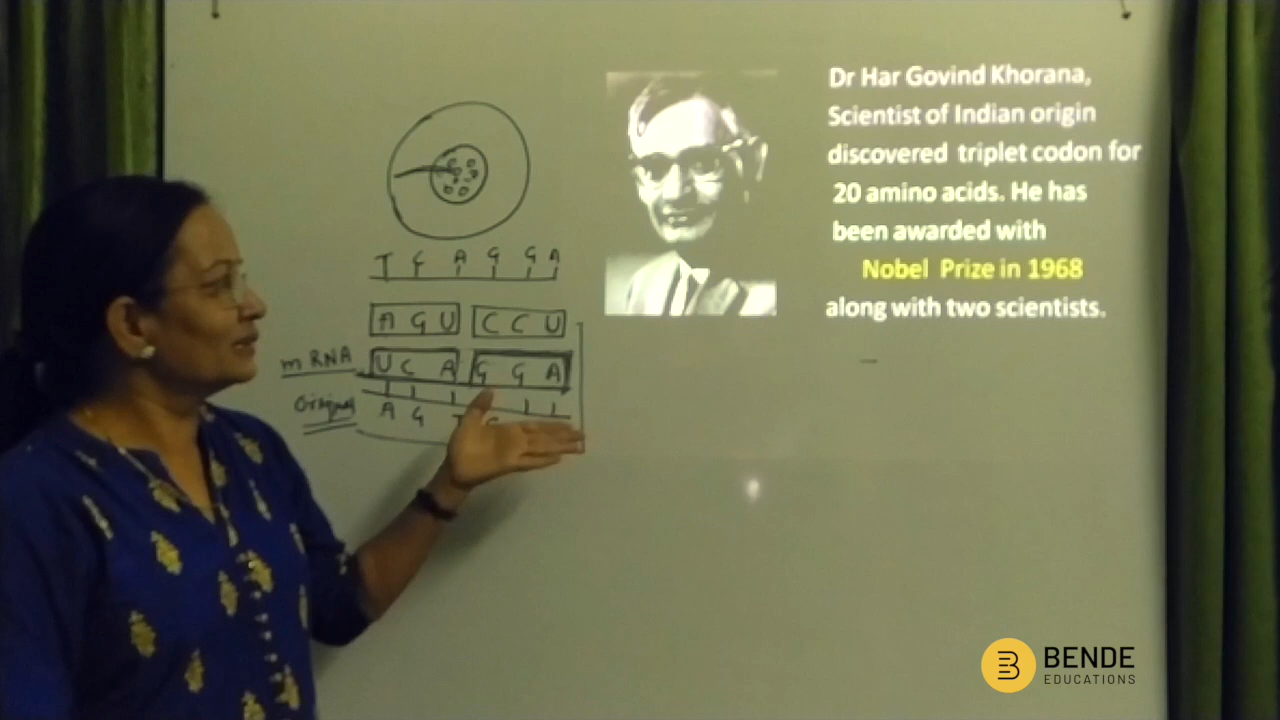 T G A G G A
A G U C C U
mRNA U C A G G A
Original A G T
Dr Har Govind Khorana,
Scientist of Indian origin
discovered triplet codon for
20 amino acids. He has
been awarded with
Nobel Prize in 1968
along with two scientists.
BENDE
EDUCATIONS